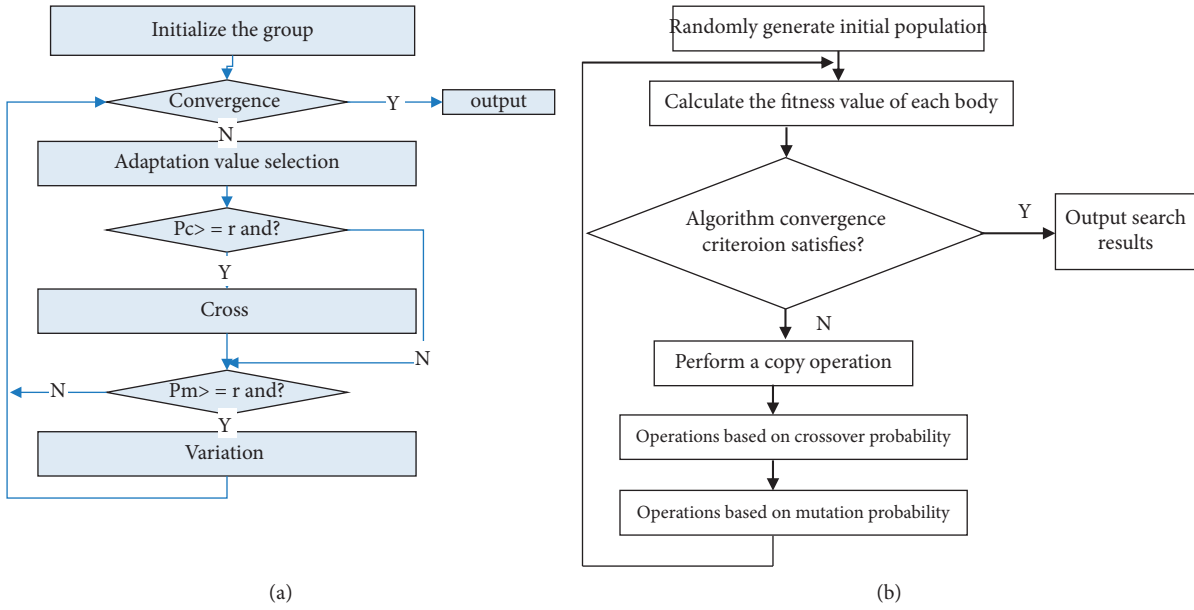 Initialize the group
Convergence
Y
output
N
Adaptation value selection
Pc> = r and?
Y
Cross
N
Pm> = r and?
N
Y
Variation
(a)
Randomly generate initial population
Calculate the fitness value of each body
Algorithm convergence
criteroion satisfies?
Y
Output search
results
N
Perform a copy operation
Operations based on crossover probability
Operations based on mutation probability
(b)